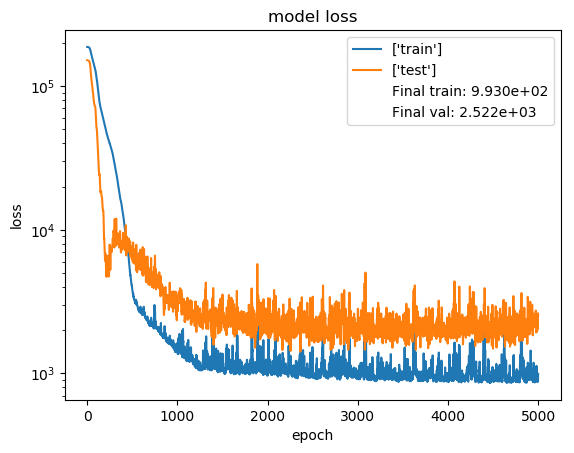 model loss
['train']
['test']
Final train: 9.930e+02
Final val: 2.522e+03
loss
10^5
10^4
10^3
0 1000 2000 3000 4000 5000
epoch